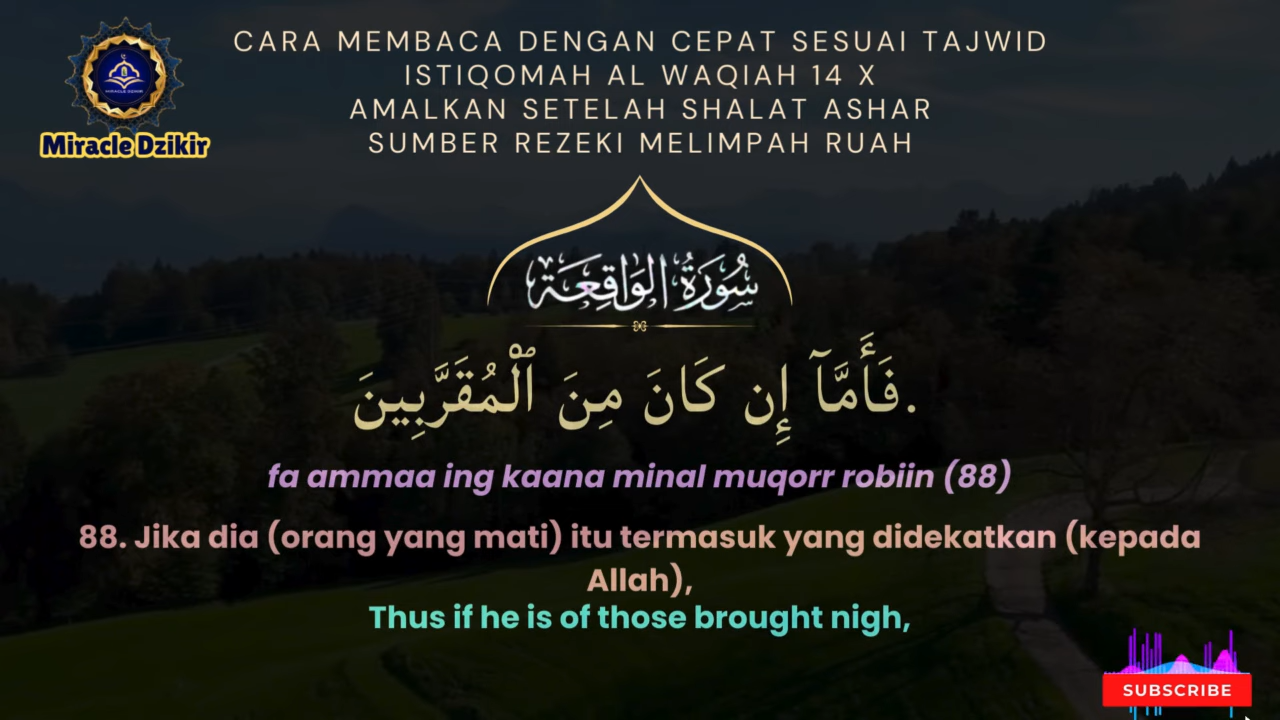 CARA MEMBACA DENGAN CEPAT SESUAI TAJWID
ISTIQOMAH AL WAQIAH 14 X
AMALKAN SETELAH SHALAT ASHAR
SUMBER REZEKI MELIMPAH RUAH
MIRACLE DZIKIR
Miracle Dzikir
سُورَةُ الوَاقِعَة
فَأَمَّآ إِن كَانَ مِنَ ٱلْمُقَرَّبِينَ.
fa ammaa ing kaana minal muqorr robiin (88)
88. Jika dia (orang yang mati) itu termasuk yang didekatkan (kepada
Allah),
Thus if he is of those brought nigh,
SUBSCRIBE